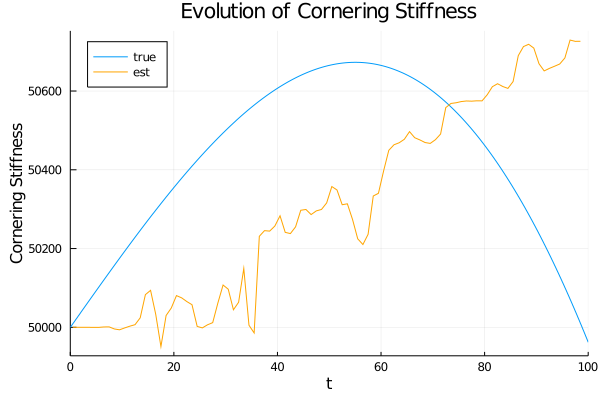 Evolution of Cornering Stiffness
true
est
Cornering Stiffness
50600
50400
50200
50000
0
20
40
60
80
100
t